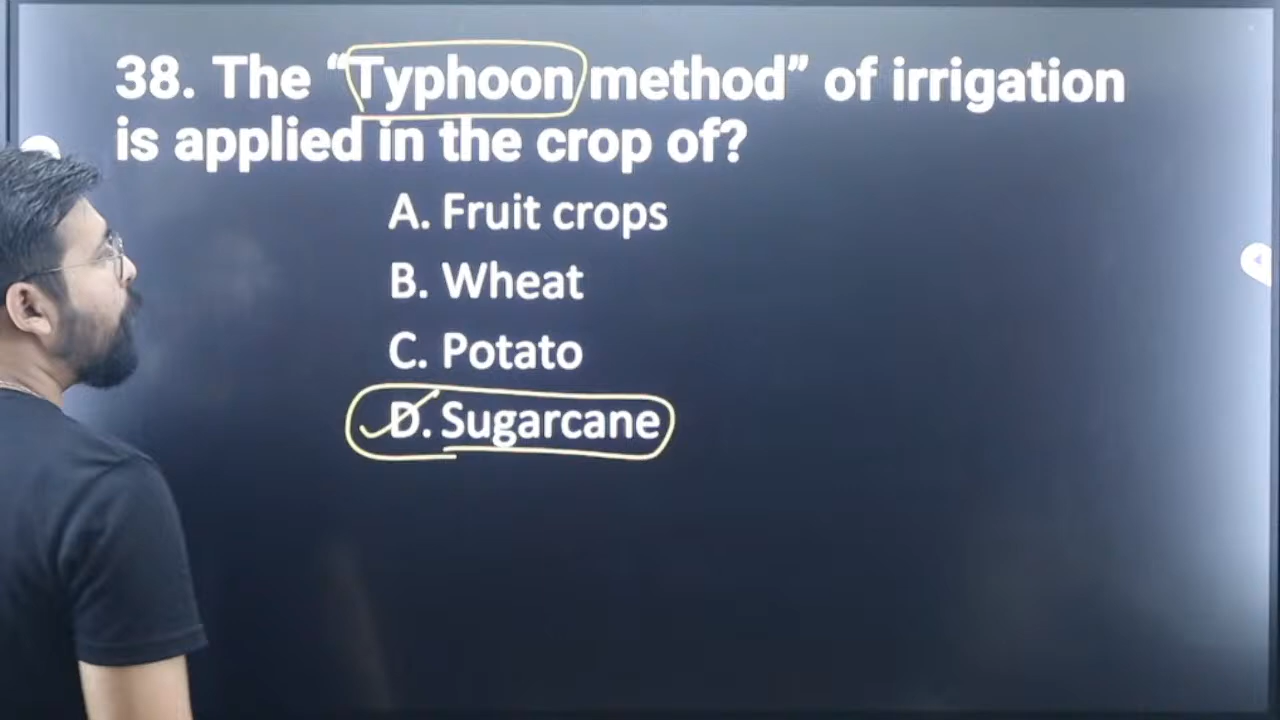 38. The “Typhoon method” of irrigation
is applied in the crop of?
A. Fruit crops
B. Wheat
C. Potato
D. Sugarcane